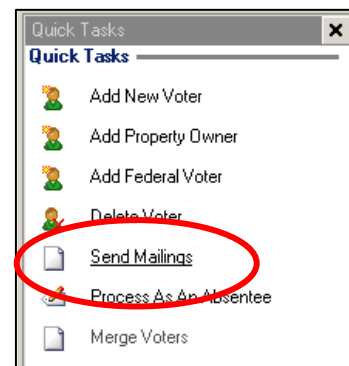 Quick Tasks
Quick Tasks
Add New Voter
Add Property Owner
Add Federal Voter
Delete Voter
Send Mailings
Process As An Absentee
Merge Voters